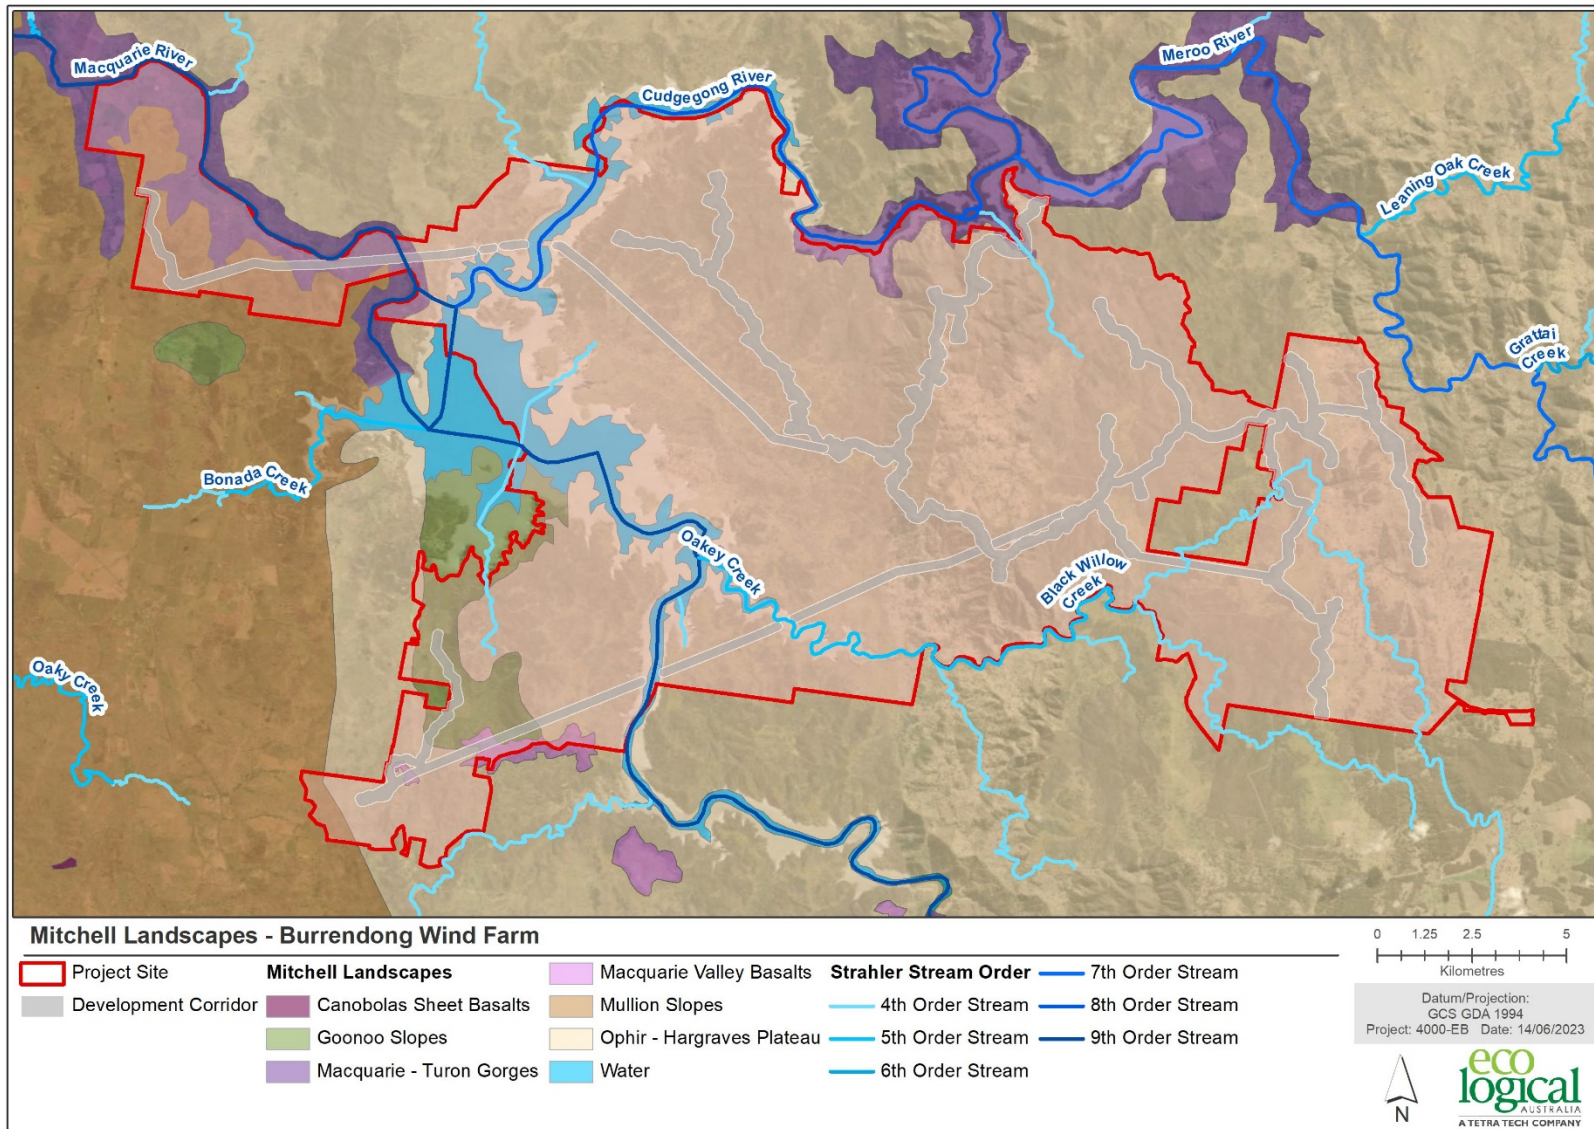 Macquarie River
Cudgegong River
Meroo River
Leaning Oak Creek
Grattai
Creek
Bonada Creek
Oakey Creek
Black Willow
Creek
Oaky Creek
Mitchell Landscapes - Burrendong Wind Farm
Project Site
Development Corridor
Mitchell Landscapes
Canobolas Sheet Basalts
Goonoo Slopes
Macquarie - Turon Gorges
Macquarie Valley Basalts
Mullion Slopes
Ophir - Hargraves Plateau
Water
Strahler Stream Order
4th Order Stream
5th Order Stream
6th Order Stream
7th Order Stream
8th Order Stream
9th Order Stream
0 1.25 2.5 5
Kilometres
Datum/Projection:
GCS GDA 1994
Project: 4000-EB Date: 14/06/2023
N
eco
logical
AUSTRALIA
A TETRA TECH COMPANY